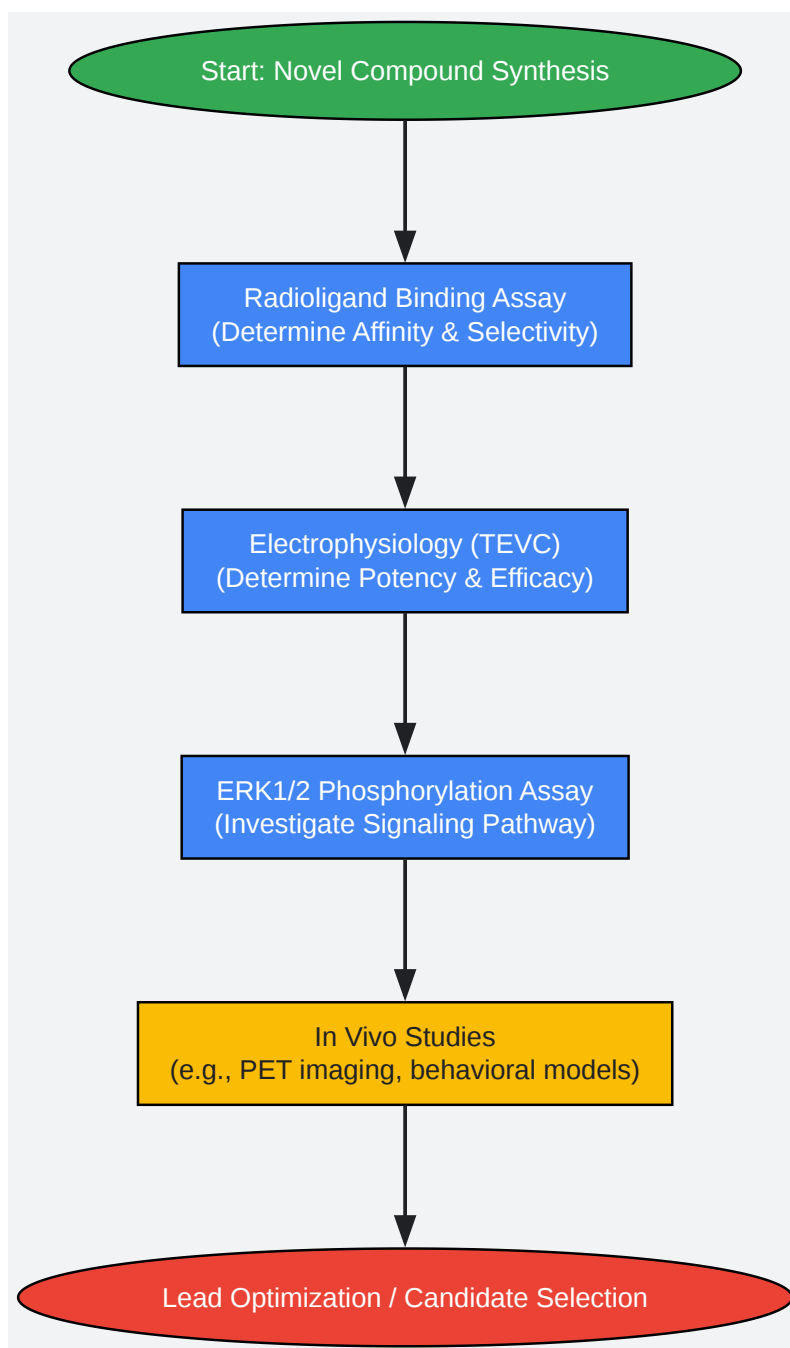 Start: Novel Compound Synthesis
Radioligand Binding Assay
(Determine Affinity & Selectivity)
Electrophysiology (TEVC)
(Determine Potency & Efficacy)
ERK1/2 Phosphorylation Assay
(Investigate Signaling Pathway)
In Vivo Studies
(e.g., PET imaging, behavioral models)
Lead Optimization / Candidate Selection